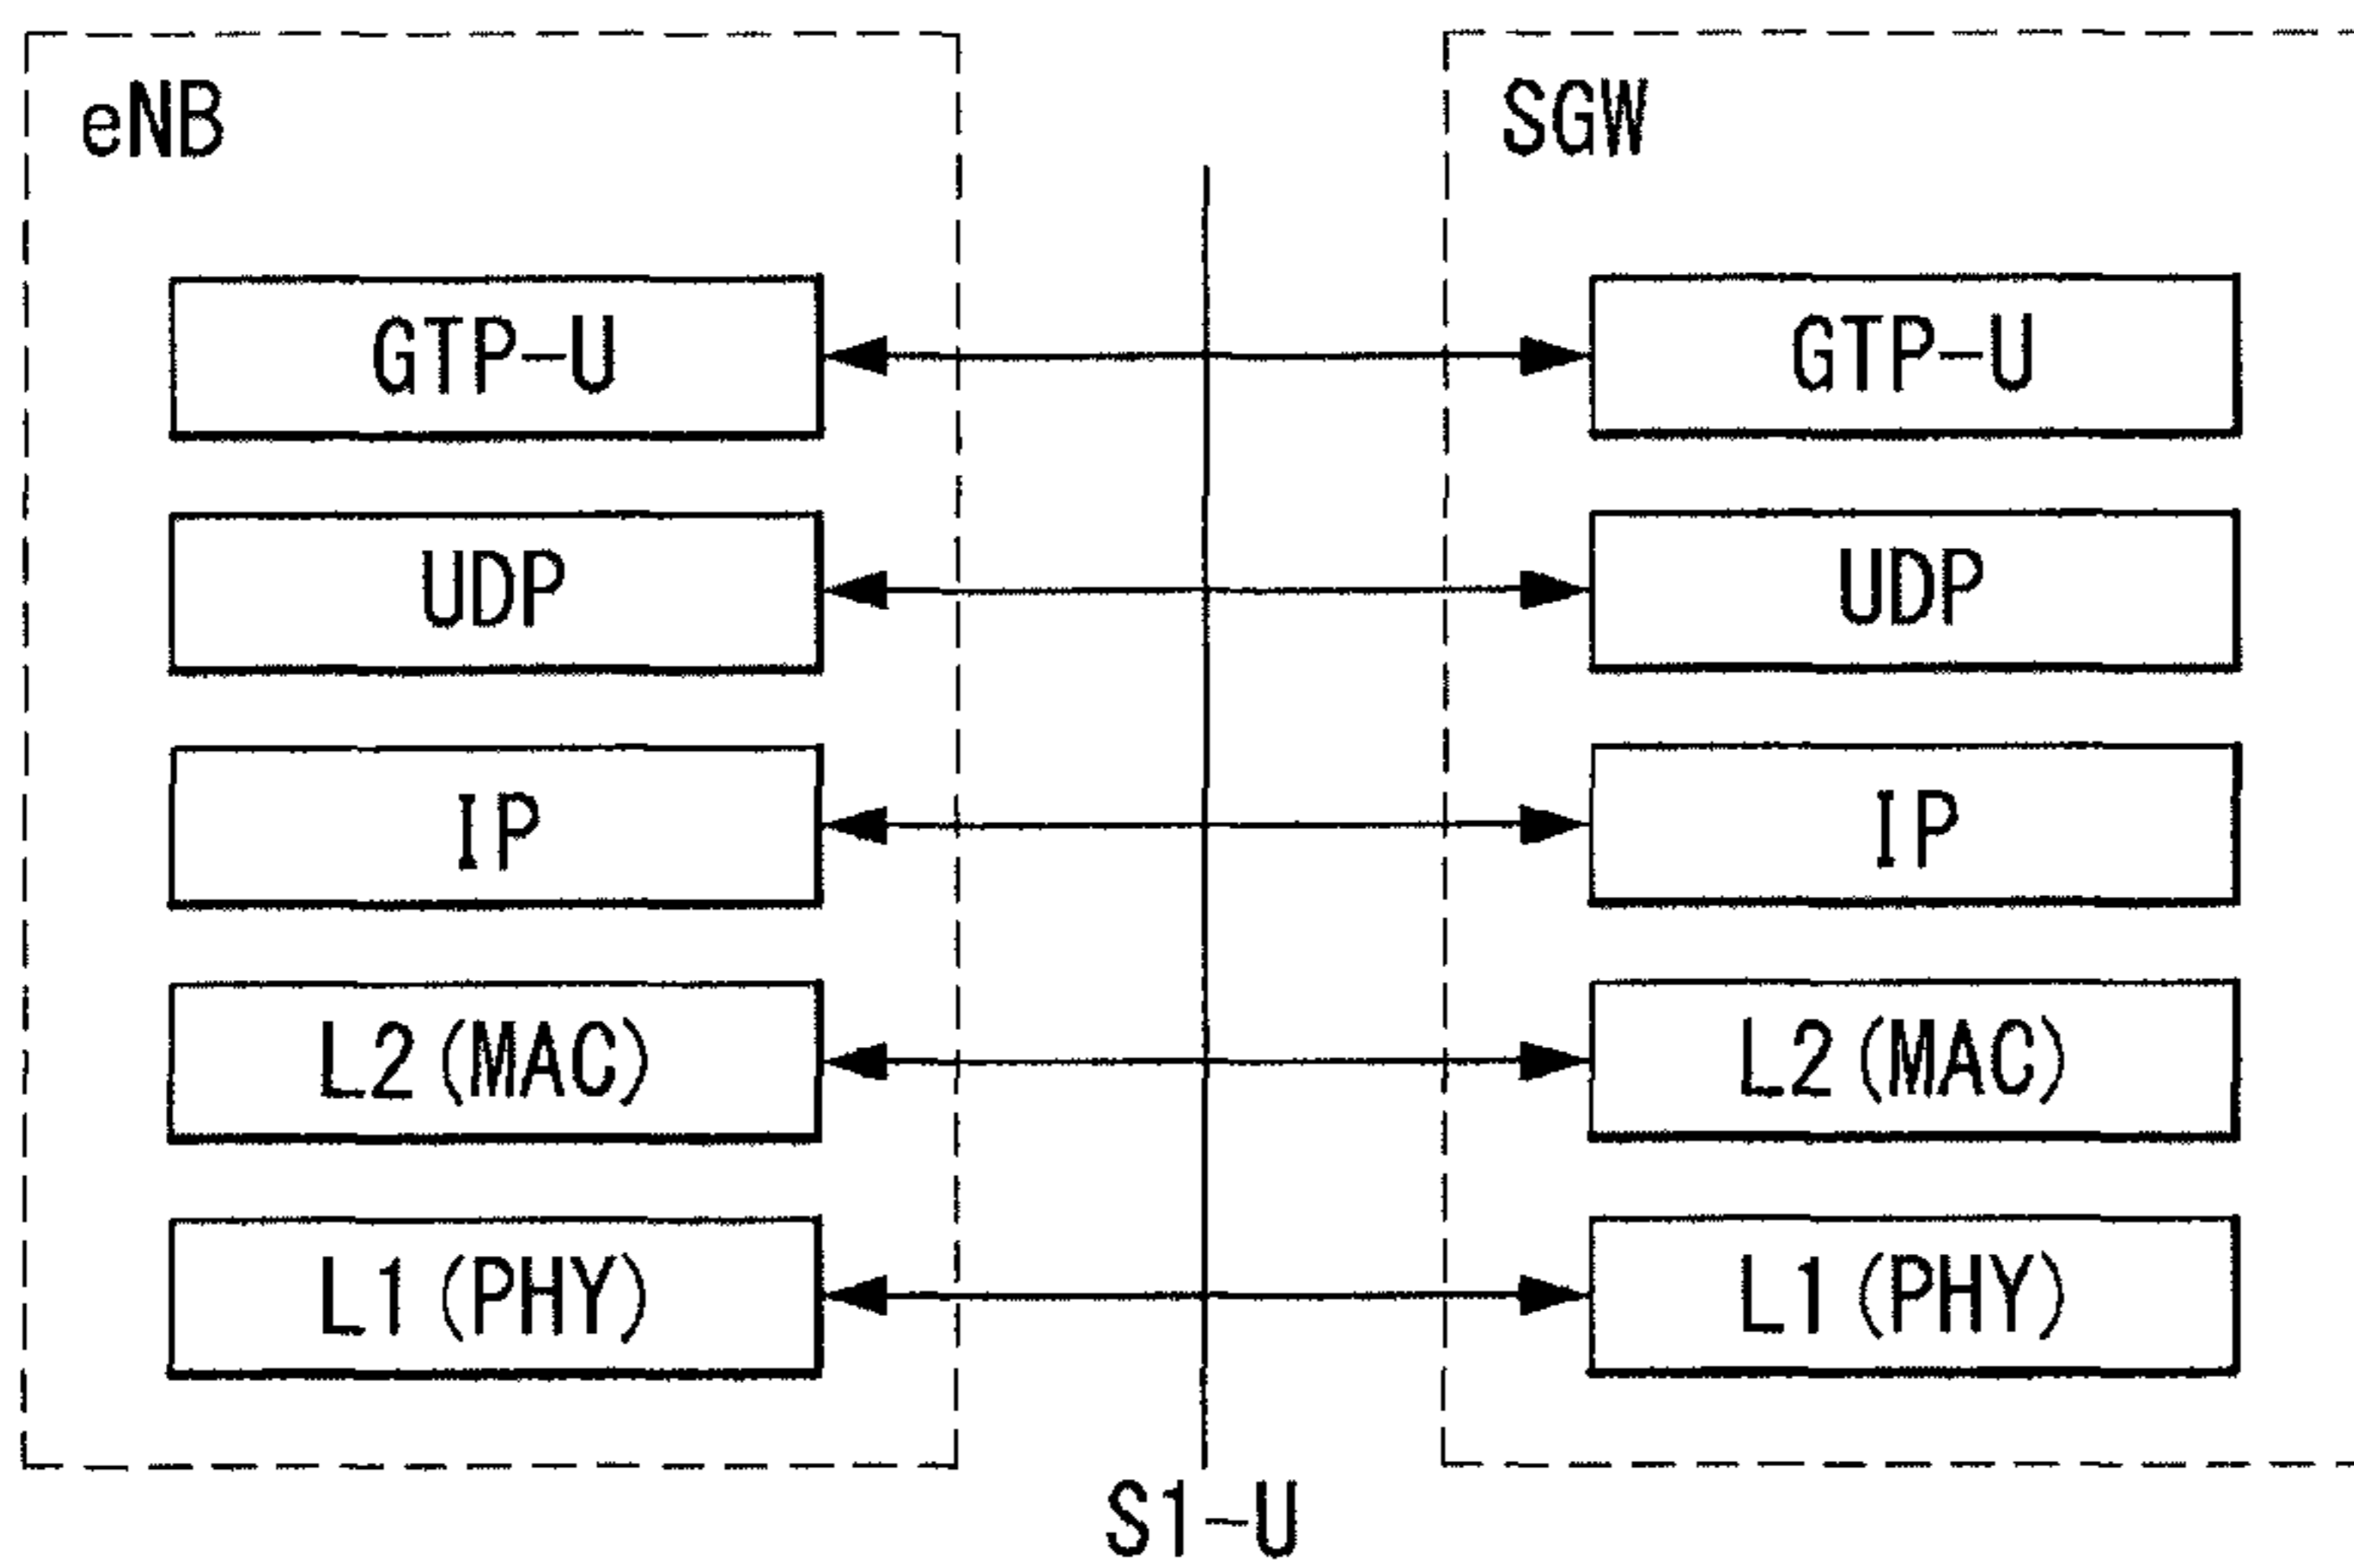 eNB SGW
GTP-U GTP-U
UDP UDP
IP IP
L2(MAC) L2(MAC)
L1(PHY) L1(PHY)
S1-U